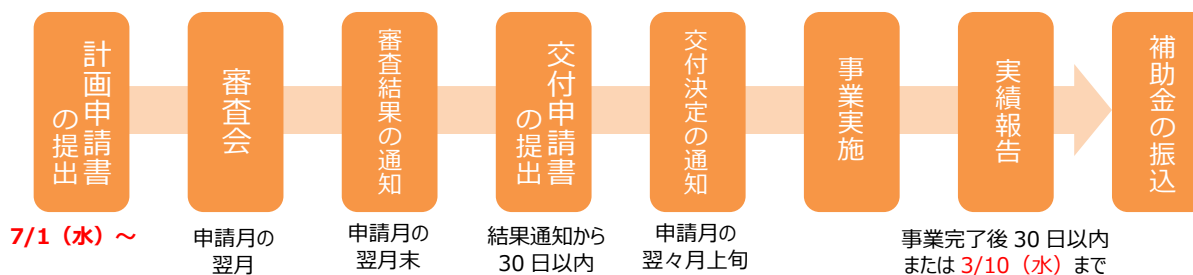 計画申請書
の提出
審査会
審査結果の通知
交付申請書
の提出
交付決定の通知
事業実施
実績報告
補助金の振込
7/1（水）～
申請月の
翌月
申請月の
翌月末
結果通知から
30 日以内
申請月の
翌々月上旬
事業完了後 30 日以内
または 3/10（水）まで